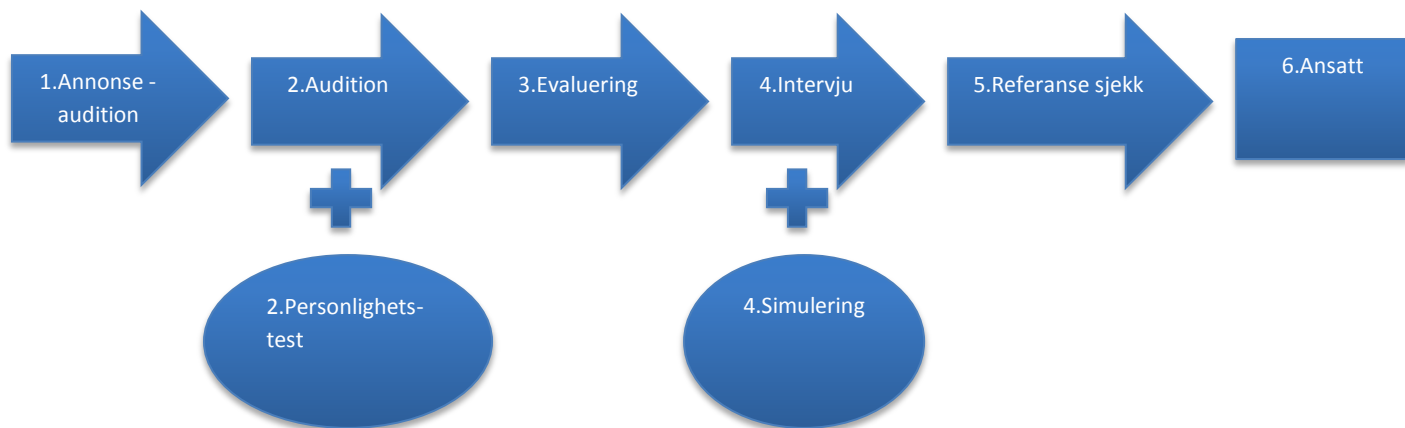 1.Annonse -
audition
2.Audition
3.Evaluering
4.Intervju
5.Referanse sjekk
6.Ansatt
2.Personlighets-
test
4.Simulering